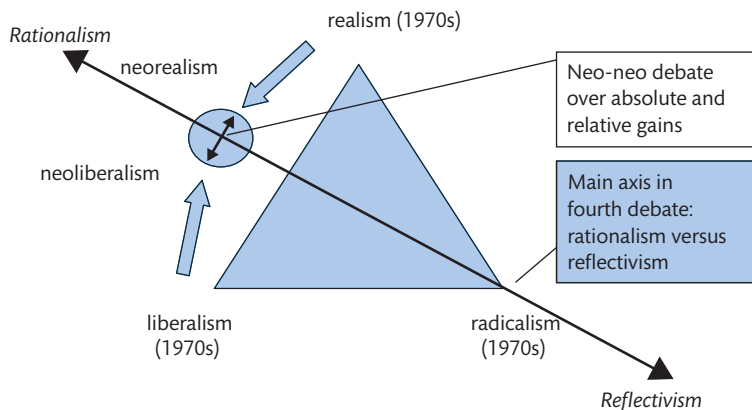 realism (1970s)
Rationalism
neorealism
Neo-neo debate
over absolute and
relative gains
neoliberalism
Main axis in
fourth debate:
rationalism versus
reflectivism
liberalism
(1970s)
radicalism
(1970s)
Reflectivism